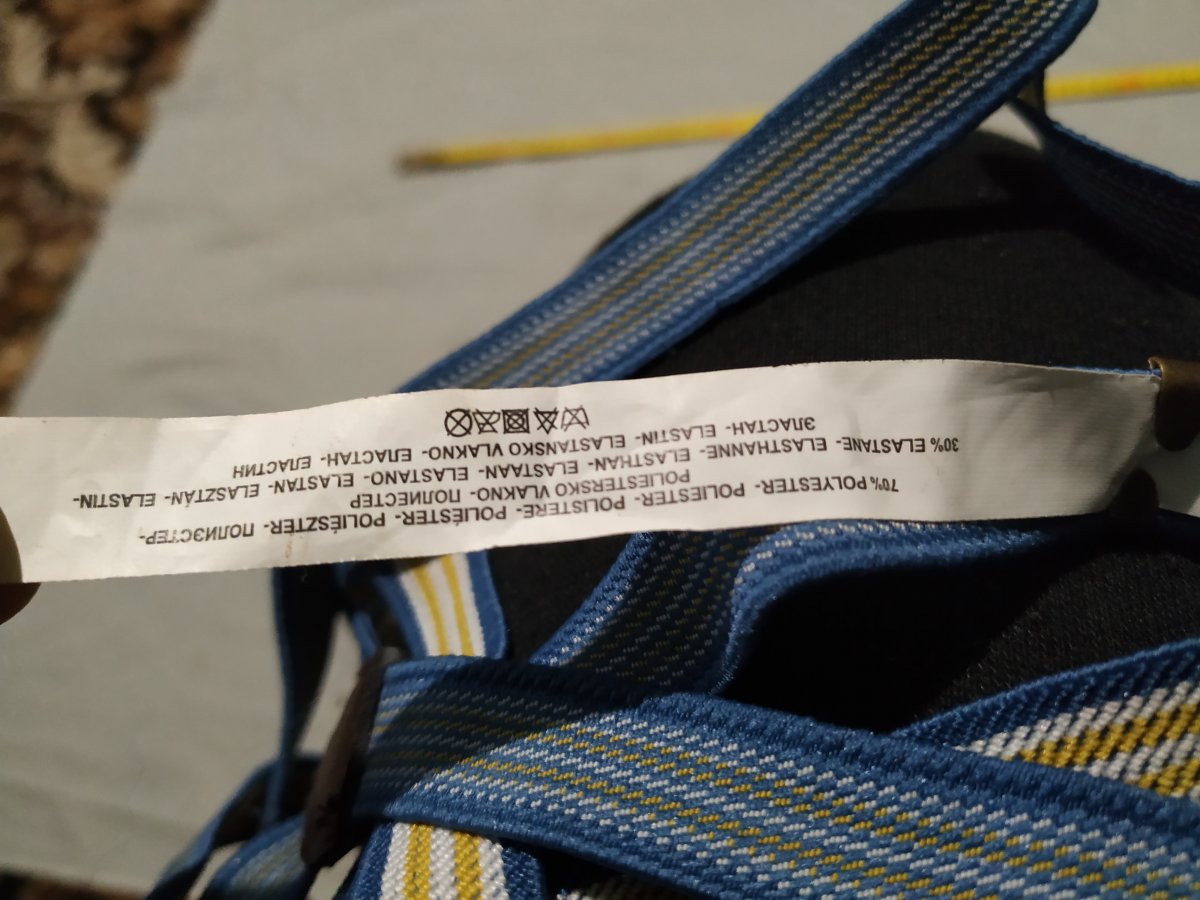 70% POLYESTER- POLIESTER- POLISTERE- POLIÉSTER- POLIÉSZTER- ПОЛИЭСТЕР-
POLIESTERSKO VLAKNO- ПОЛИЕСТЕР
30% ELASTANE- ELASTHANNE- ELASTHAN- ELASTAAN- ELASTANO- ELASTAN- ELASZTÁN- ELASTIN-
ЭЛАСТАН- ELASTIN- ELASTANSKO VLAKNO- ЕЛАСТАН- ЕЛАСТИН